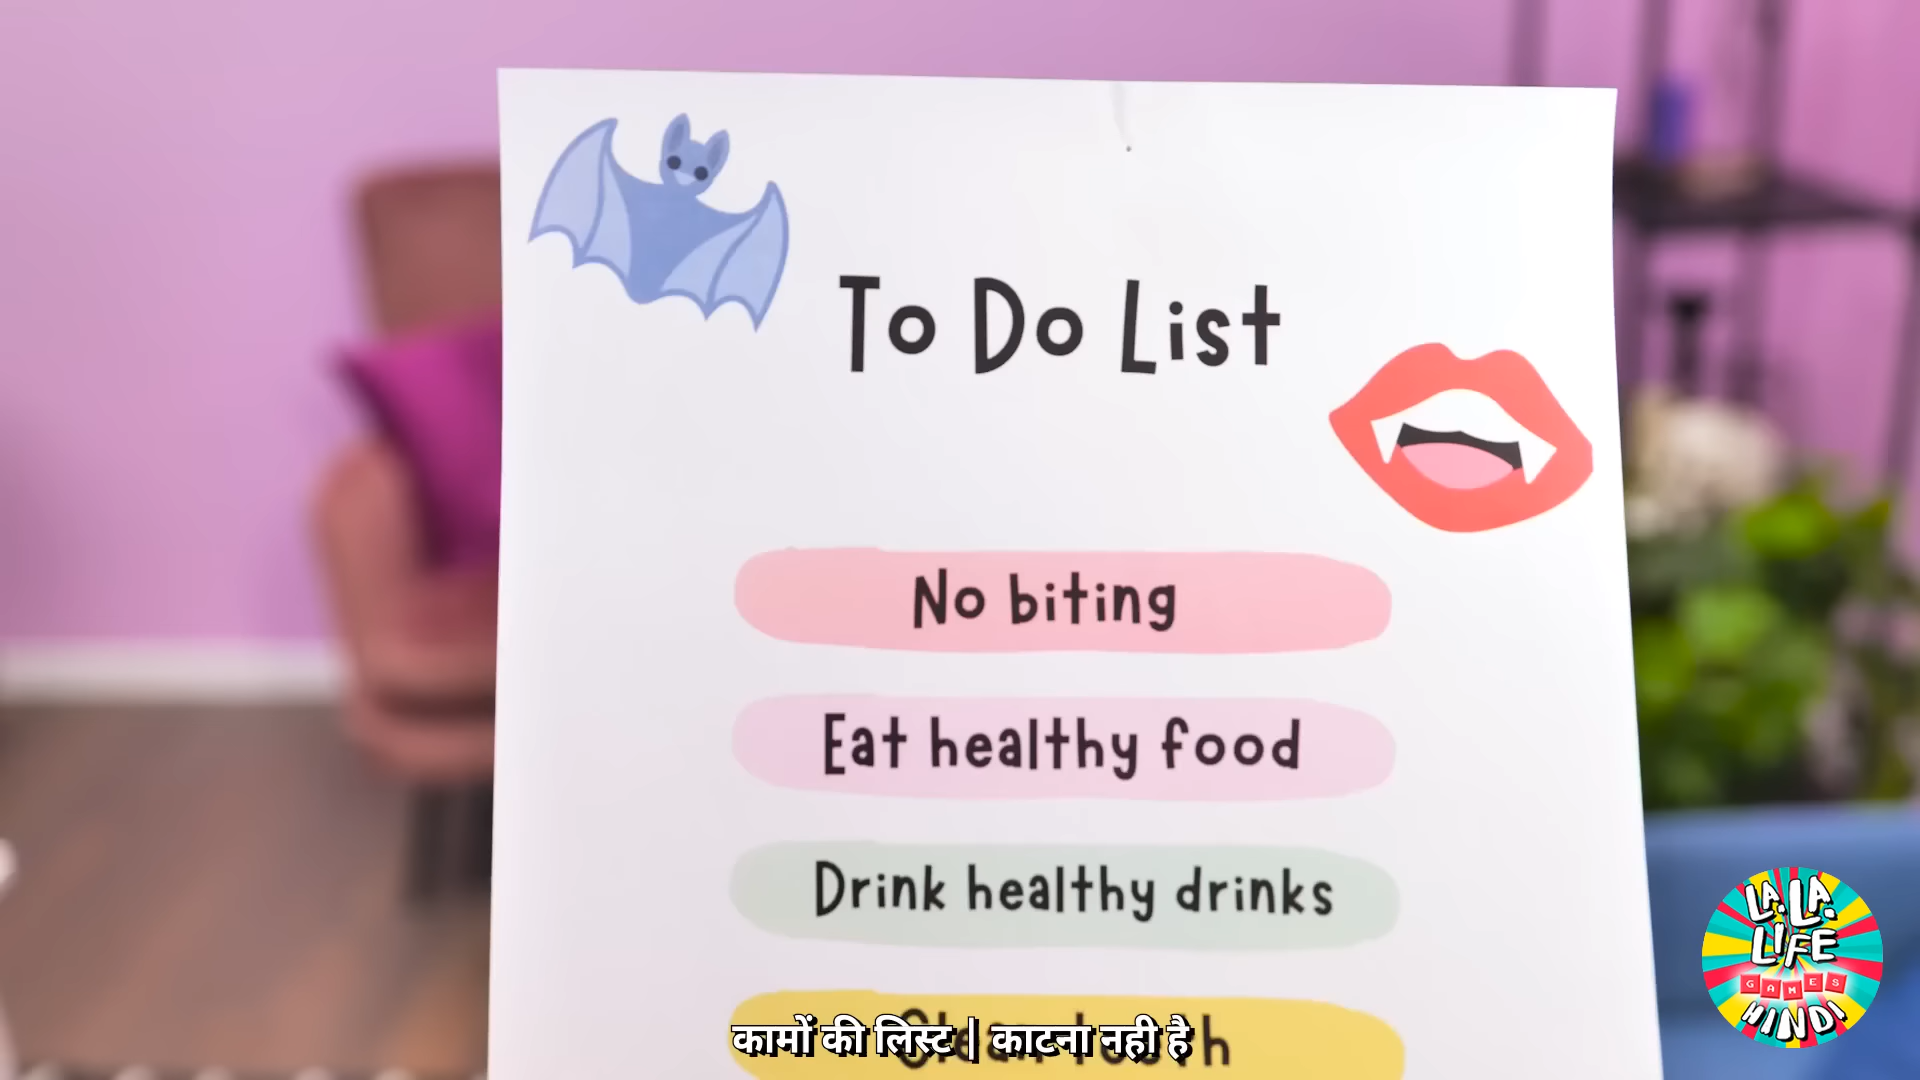 To Do List
No biting
Eat healthy food
Drink healthy drinks
कामों की लिस्ट | काटना नही है
LA. LA.
LIFE
GAMES
HINDI